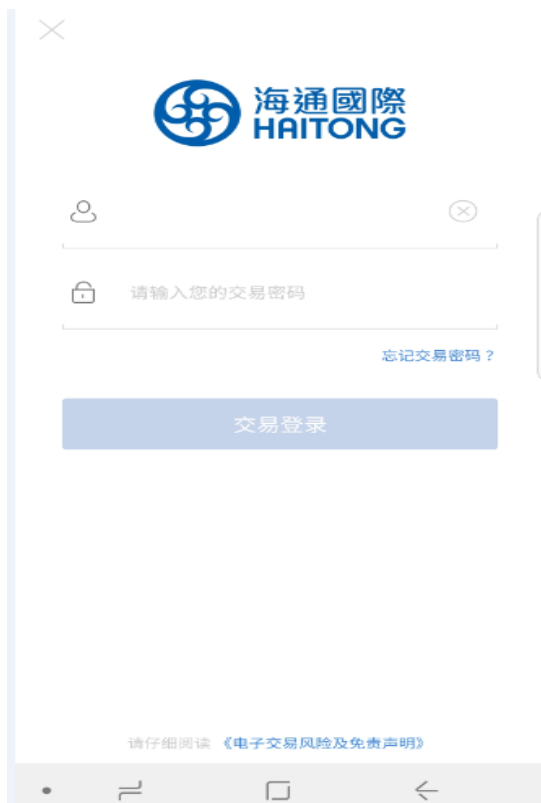 海通國際
HAITONG
请输入您的交易密码
忘记交易密码？
交易登录
请仔细阅读 《电子交易风险及免责声明》